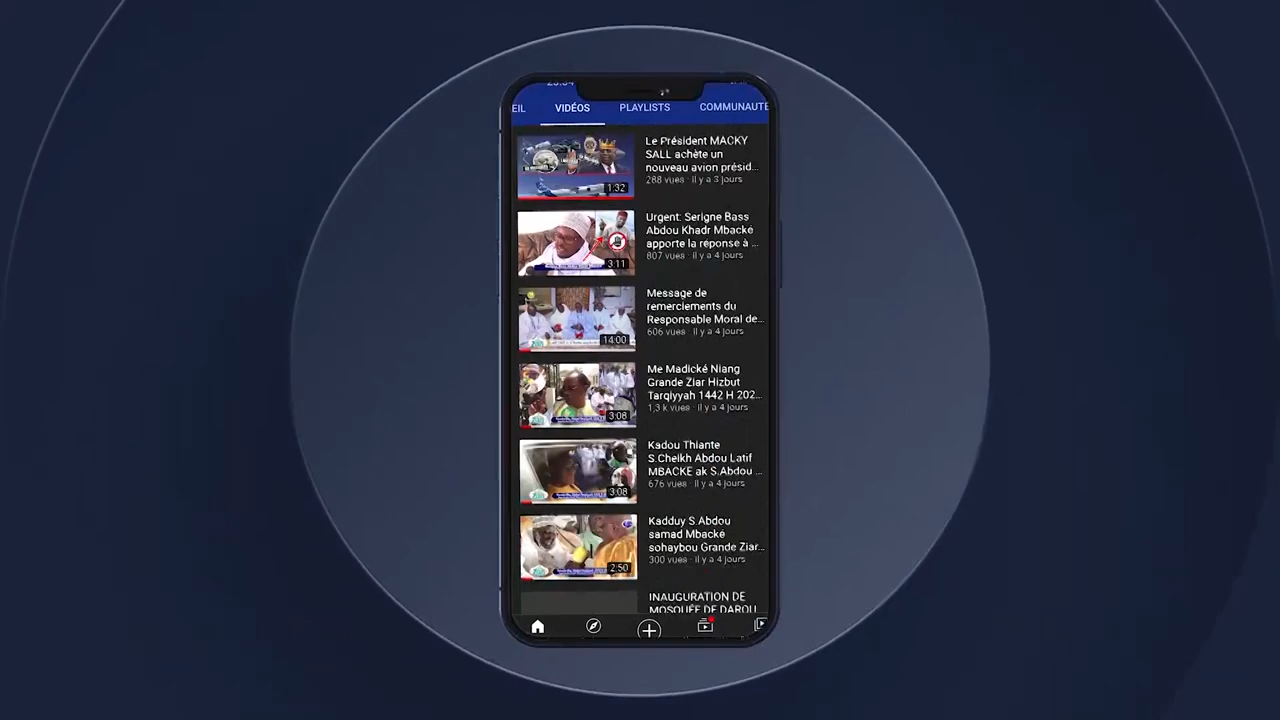 EIL VIDÉOS PLAYLISTS COMMUNAUTÉ
Le Président MACKY
SALL achète un
nouveau avion présid...
288 vues · il y a 3 jours
1:32
Urgent: Serigne Bass
Abdou Khadr Mbacké
apporte la réponse à ...
807 vues · il y a 4 jours
3:11
Message de
remerciements du
Responsable Moral de...
606 vues · il y a 4 jours
14:00
Me Madické Niang
Grande Ziar Hizbut
Tarqiyyah 1442 H 202...
1,3 k vues · il y a 4 jours
3:08
Kadou Thiante
S.Cheikh Abdou Latif
MBACKE ak S.Abdou ...
676 vues · il y a 4 jours
3:08
Kadduy S.Abdou
samad Mbacké
sohaybou Grande Ziar...
300 vues · il y a 4 jours
2:50
INAUGURATION DE
MOSQUÉE DE DAROU